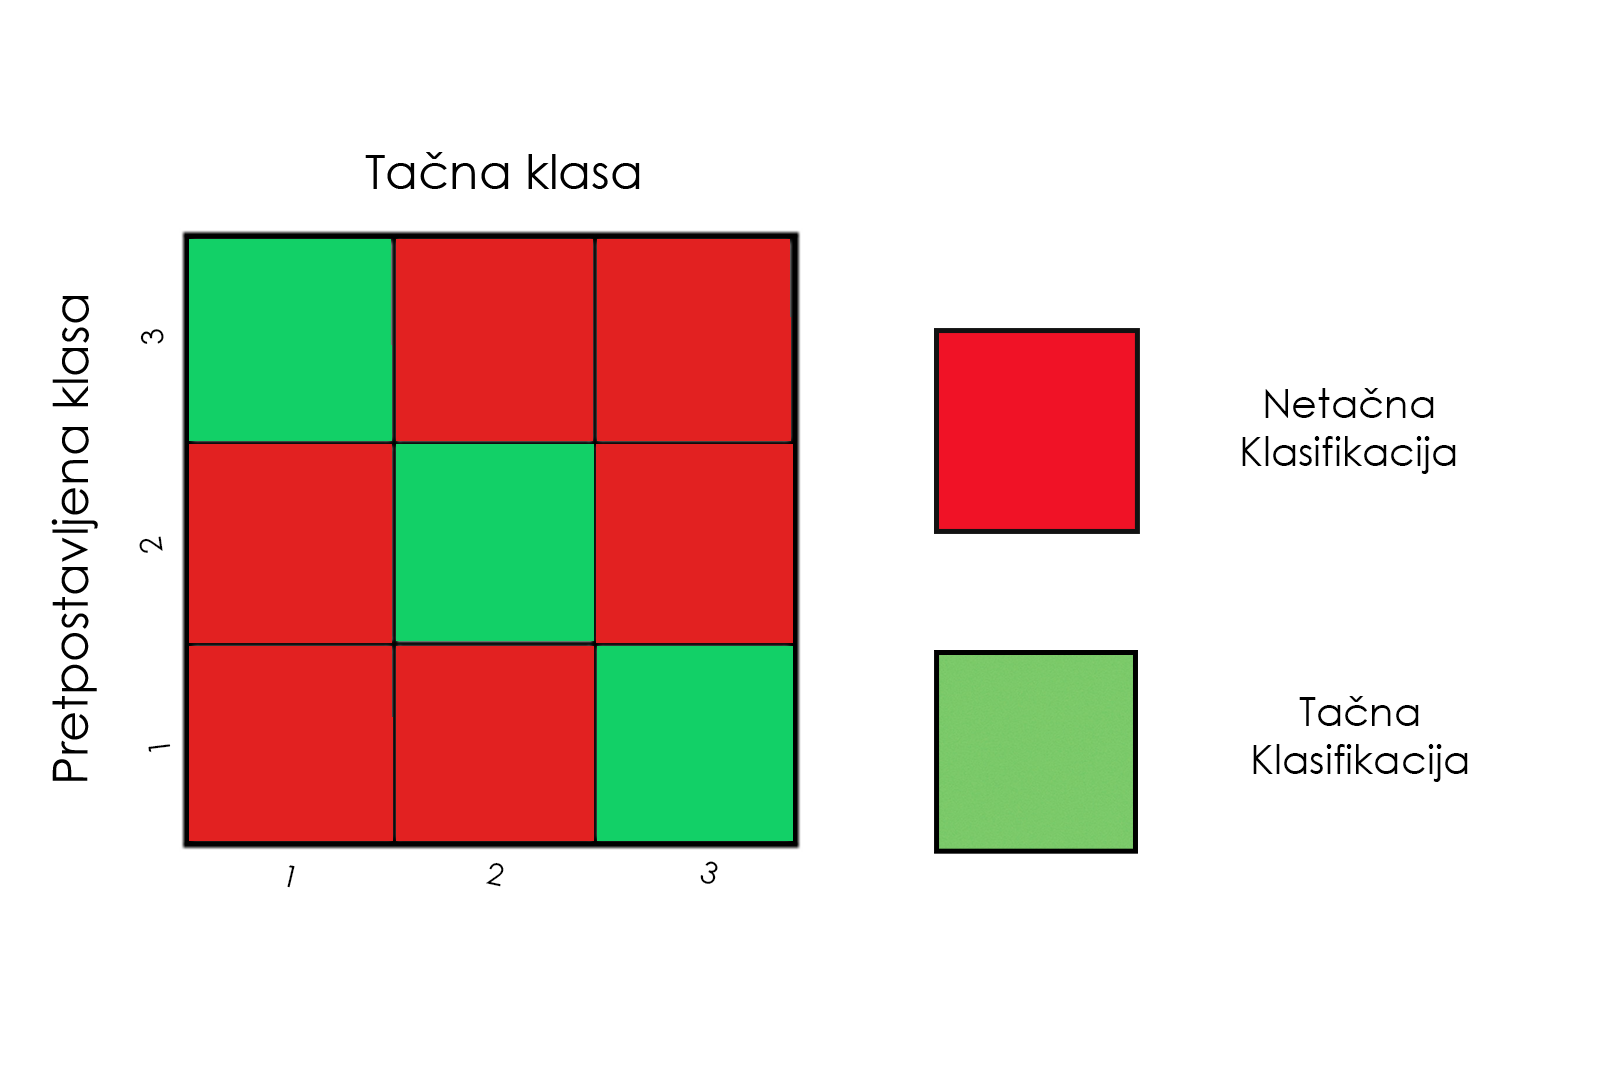 Tačna klasa
Pretpostavljena klasa
3
2
1
1
2
3
Netačna
Klasifikacija
Tačna
Klasifikacija